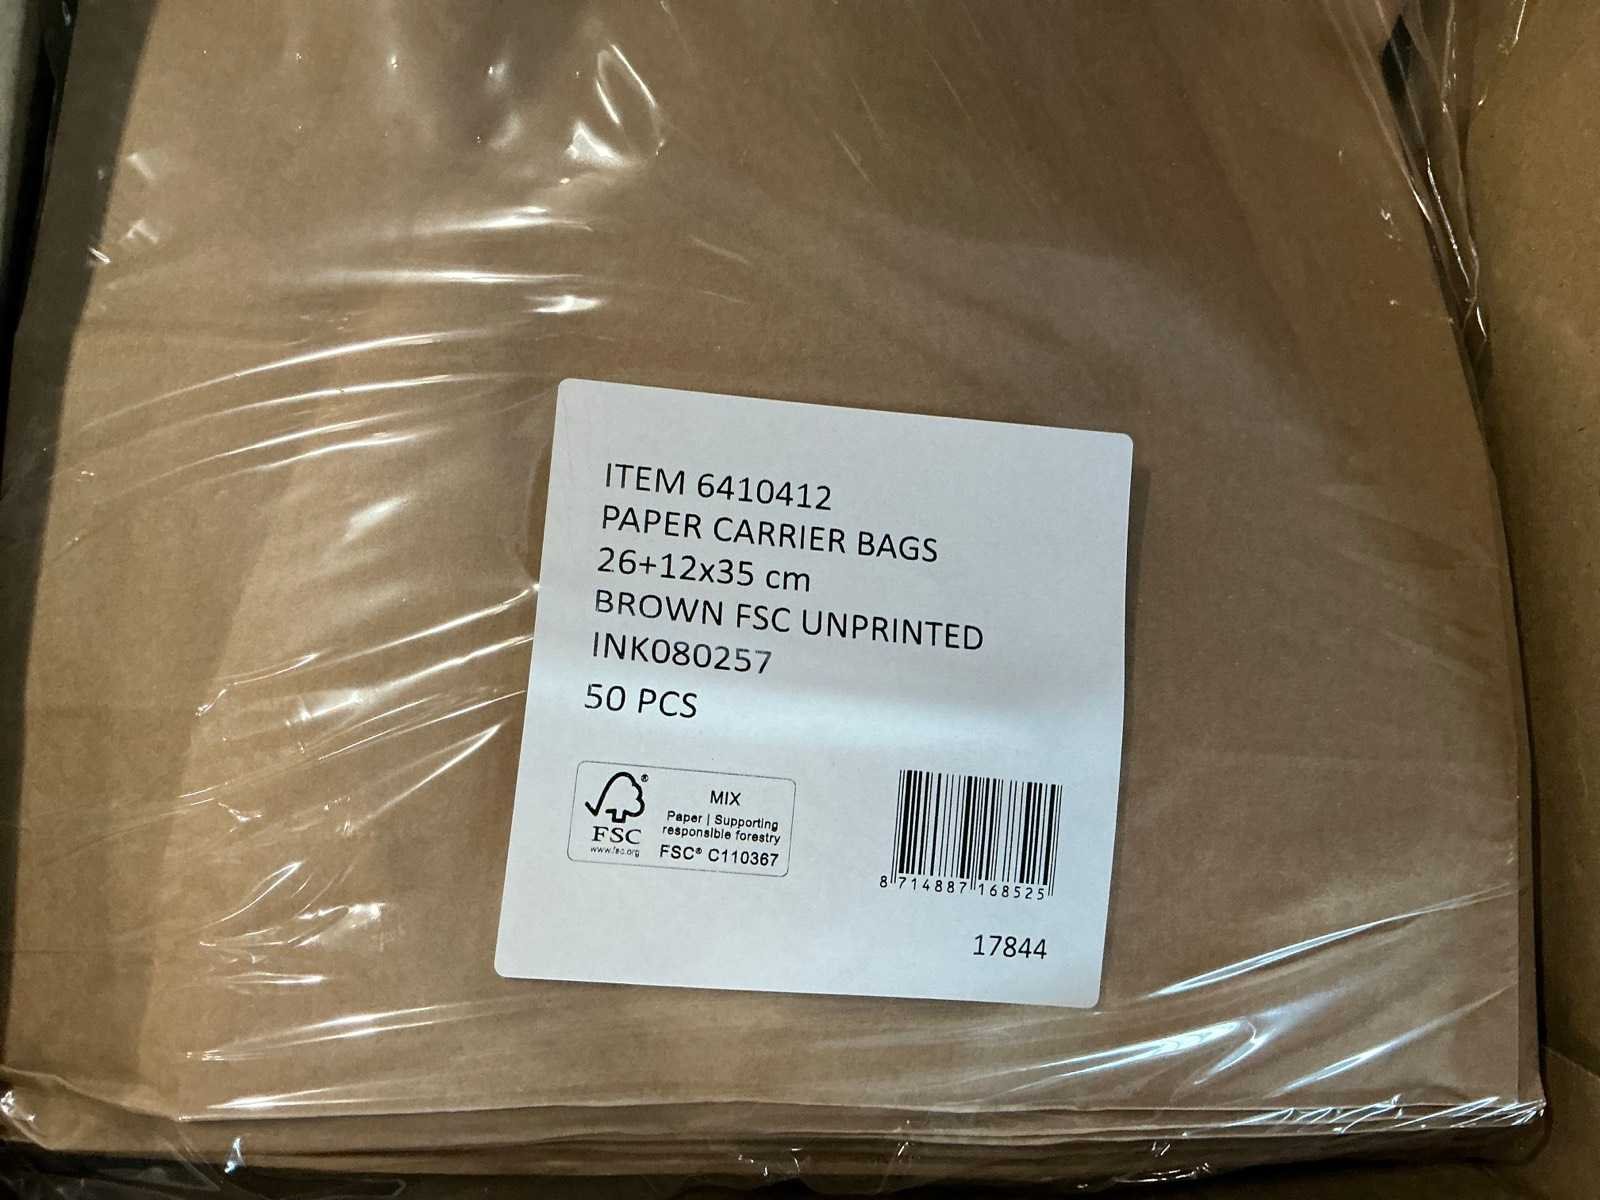 ITEM 6410412
PAPER CARRIER BAGS
26+12x35 cm
BROWN FSC UNPRINTED
INK080257
50 PCS
FSC®
www.fsc.org
MIX
Paper | Supporting
responsible forestry
FSC® C110367
8 714887 168525
17844